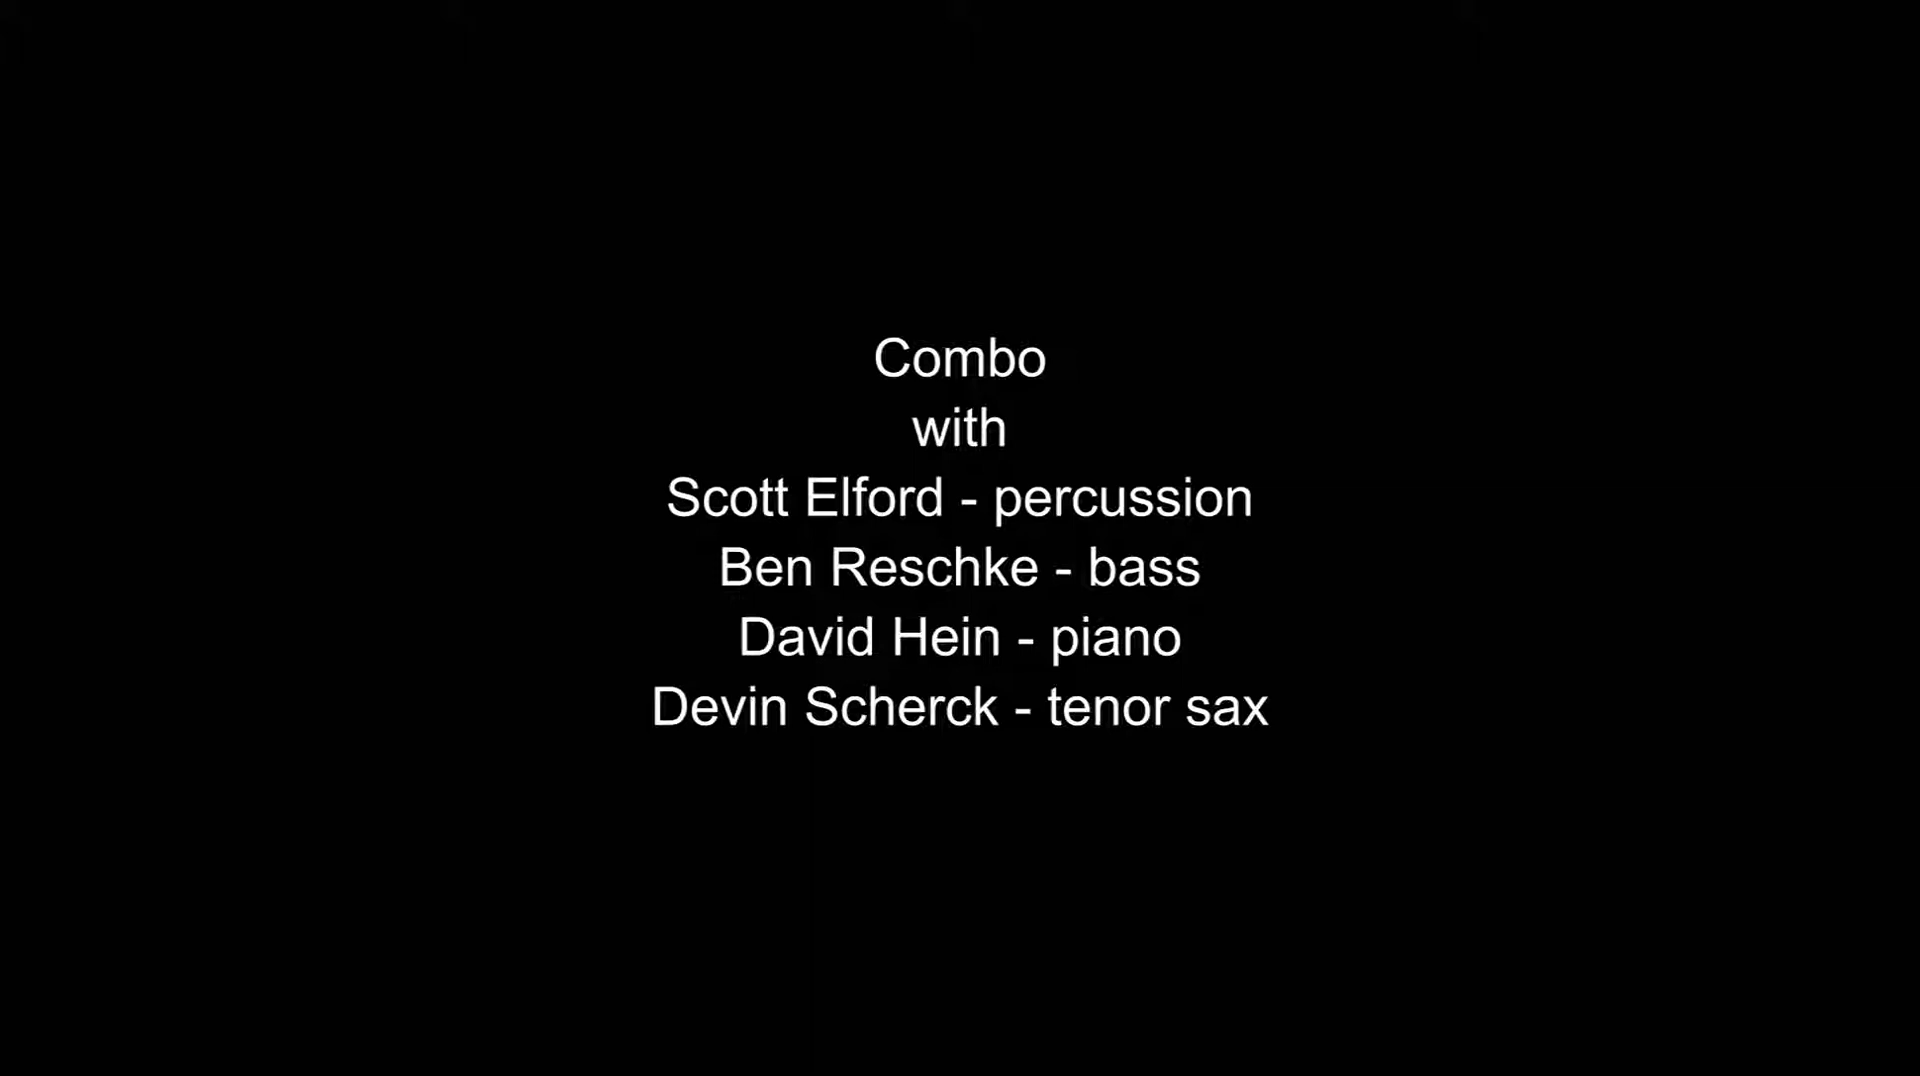 Combo
with
Scott Elford - percussion
Ben Reschke - bass
David Hein - piano
Devin Scherck - tenor sax